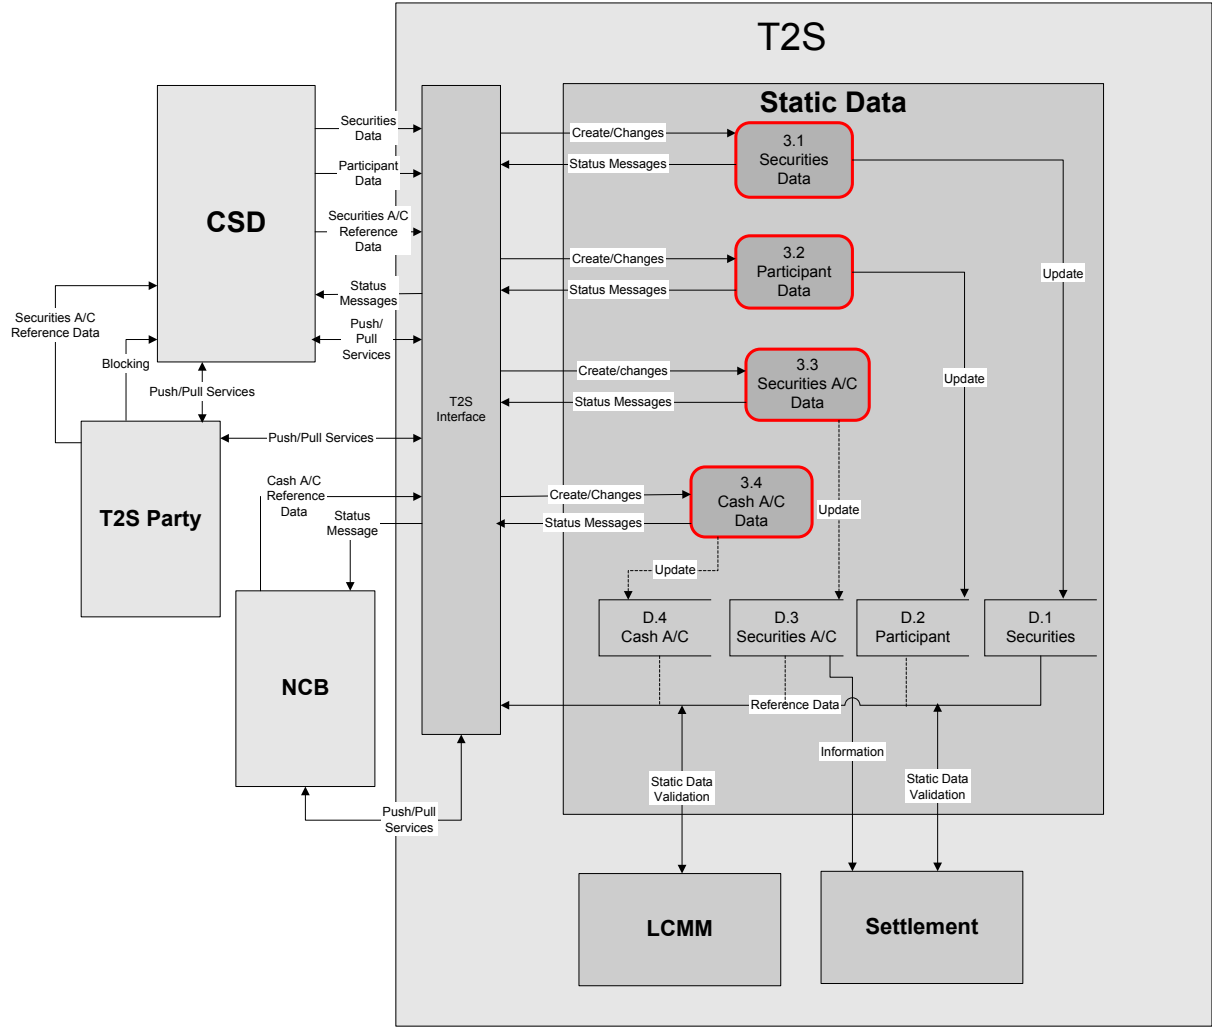 T2S
Static Data
CSD
Securities
Data
Participant
Data
Securities A/C
Reference
Data
Status
Messages
Push/
Pull
Services
Securities A/C
Reference Data
Blocking
Push/Pull Services
T2S Party
Push/Pull Services
Cash A/C
Reference
Data
Status
Message
NCB
Push/Pull
Services
T2S
Interface
Create/Changes
Status Messages
3.1
Securities
Data
Update
Create/Changes
Status Messages
3.2
Participant
Data
Update
Create/changes
Status Messages
3.3
Securities A/C
Data
Update
Create/Changes
Status Messages
3.4
Cash A/C
Data
Update
D.4
Cash A/C
D.3
Securities A/C
D.2
Participant
D.1
Securities
Reference Data
Information
Static Data
Validation
Static Data
Validation
LCMM
Settlement